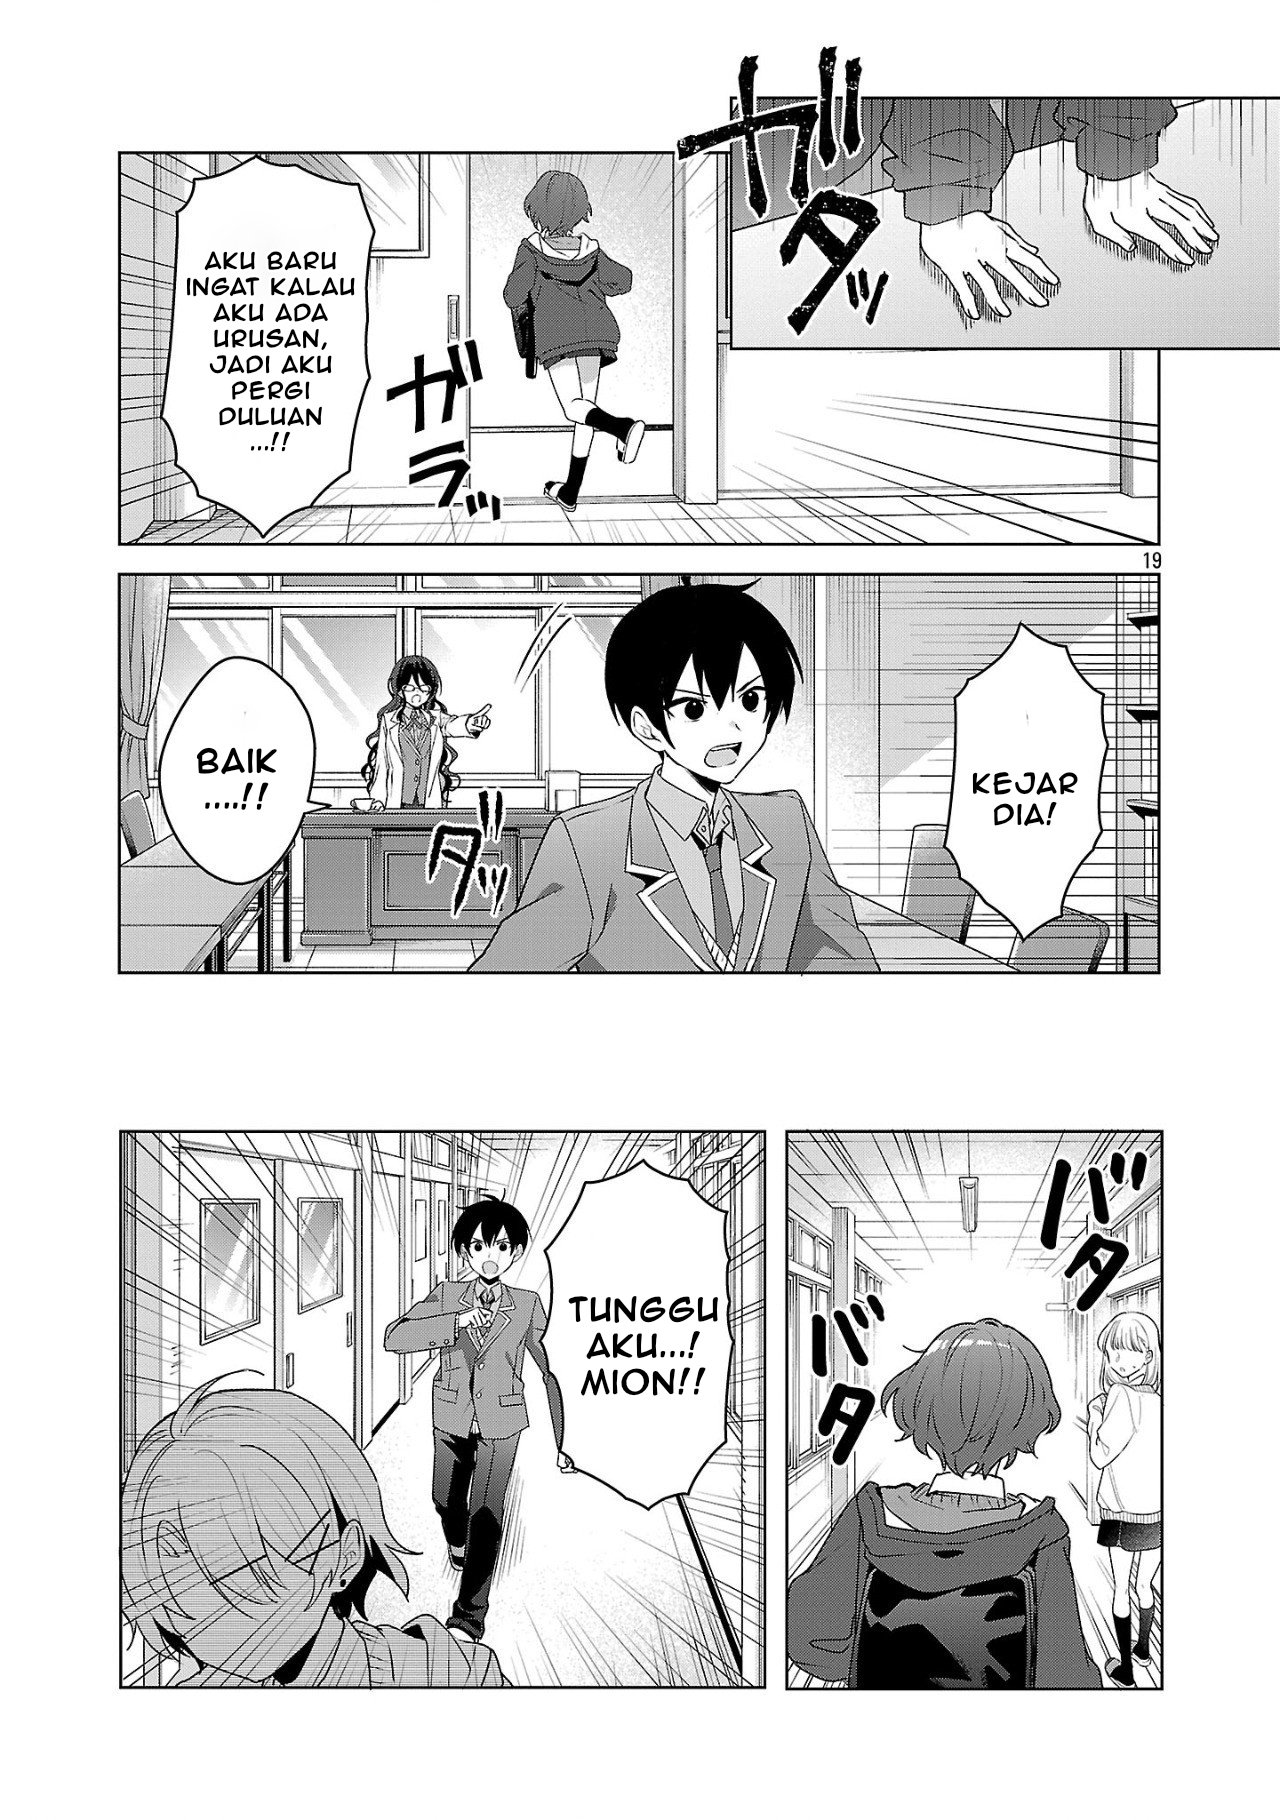 ガガタッ
AKU BARU
INGAT KALAU
AKU ADA
URUSAN,
JADI AKU
PERGI
DULUAN
...!!
ガラッ
19
KEJAR
DIA!
BAIK
.....!!
ダッ
バタ
バタ
TUNGGU
AKU...!
MION!!